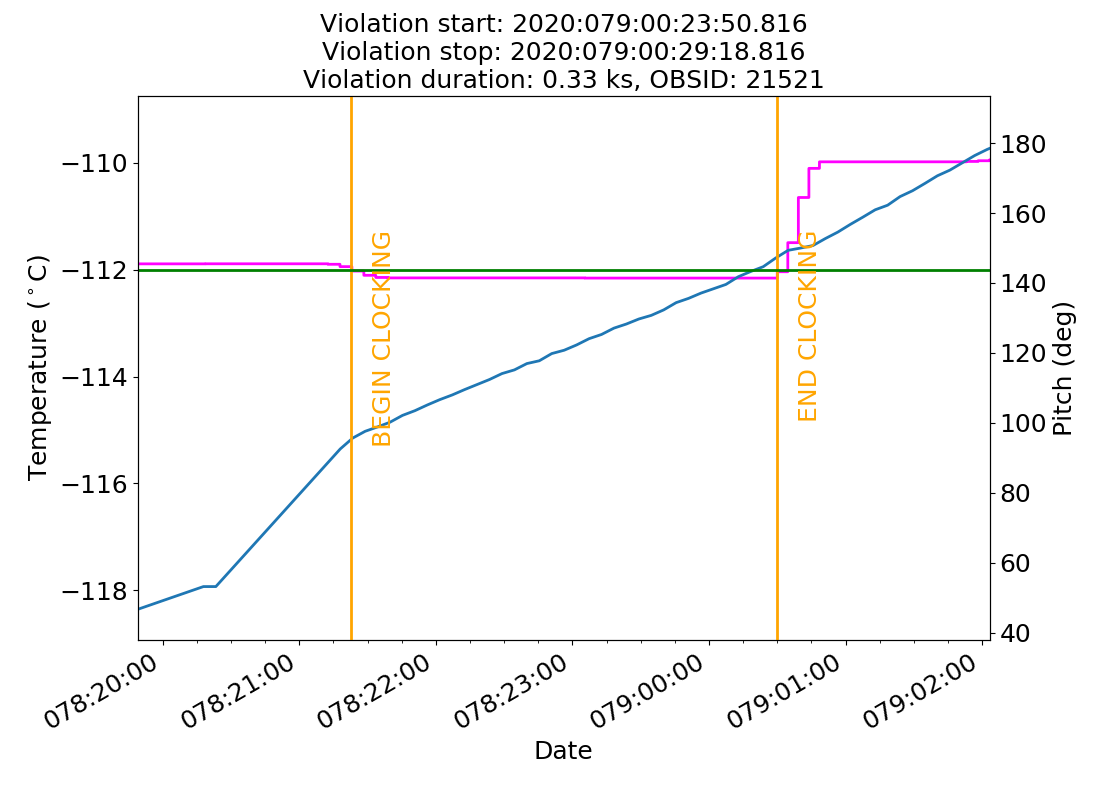 Violation start: 2020:079:00:23:50.816
Violation stop: 2020:079:00:29:18.816
Violation duration: 0.33 ks, OBSID: 21521
Temperature (°C)
−110
−112
−114
−116
−118
BEGIN CLOCKING
END CLOCKING
180
160
140
120
100
80
60
40
Pitch (deg)
078:20:00
078:21:00
078:22:00
078:23:00
079:00:00
079:01:00
079:02:00
Date